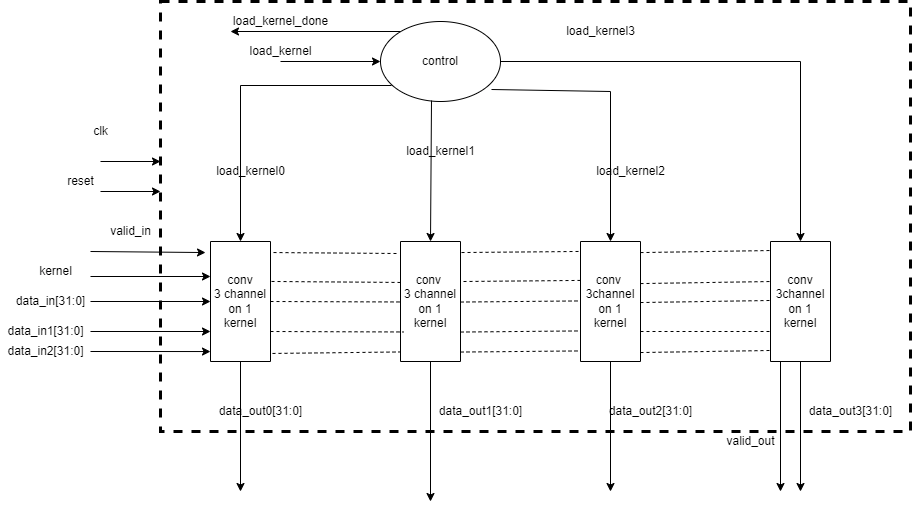 load_kernel_done
load_kernel3
load_kernel
control
clk
load_kernel1
load_kernel0
load_kernel2
reset
valid_in
kernel
data_in[31:0]
data_in1[31:0]
data_in2[31:0]
conv
3 channel
on 1
kernel
conv
3 channel
on 1
kernel
conv
3channel
on 1
kernel
conv
3channel
on 1
kernel
data_out0[31:0]
data_out1[31:0]
data_out2[31:0]
data_out3[31:0]
valid_out